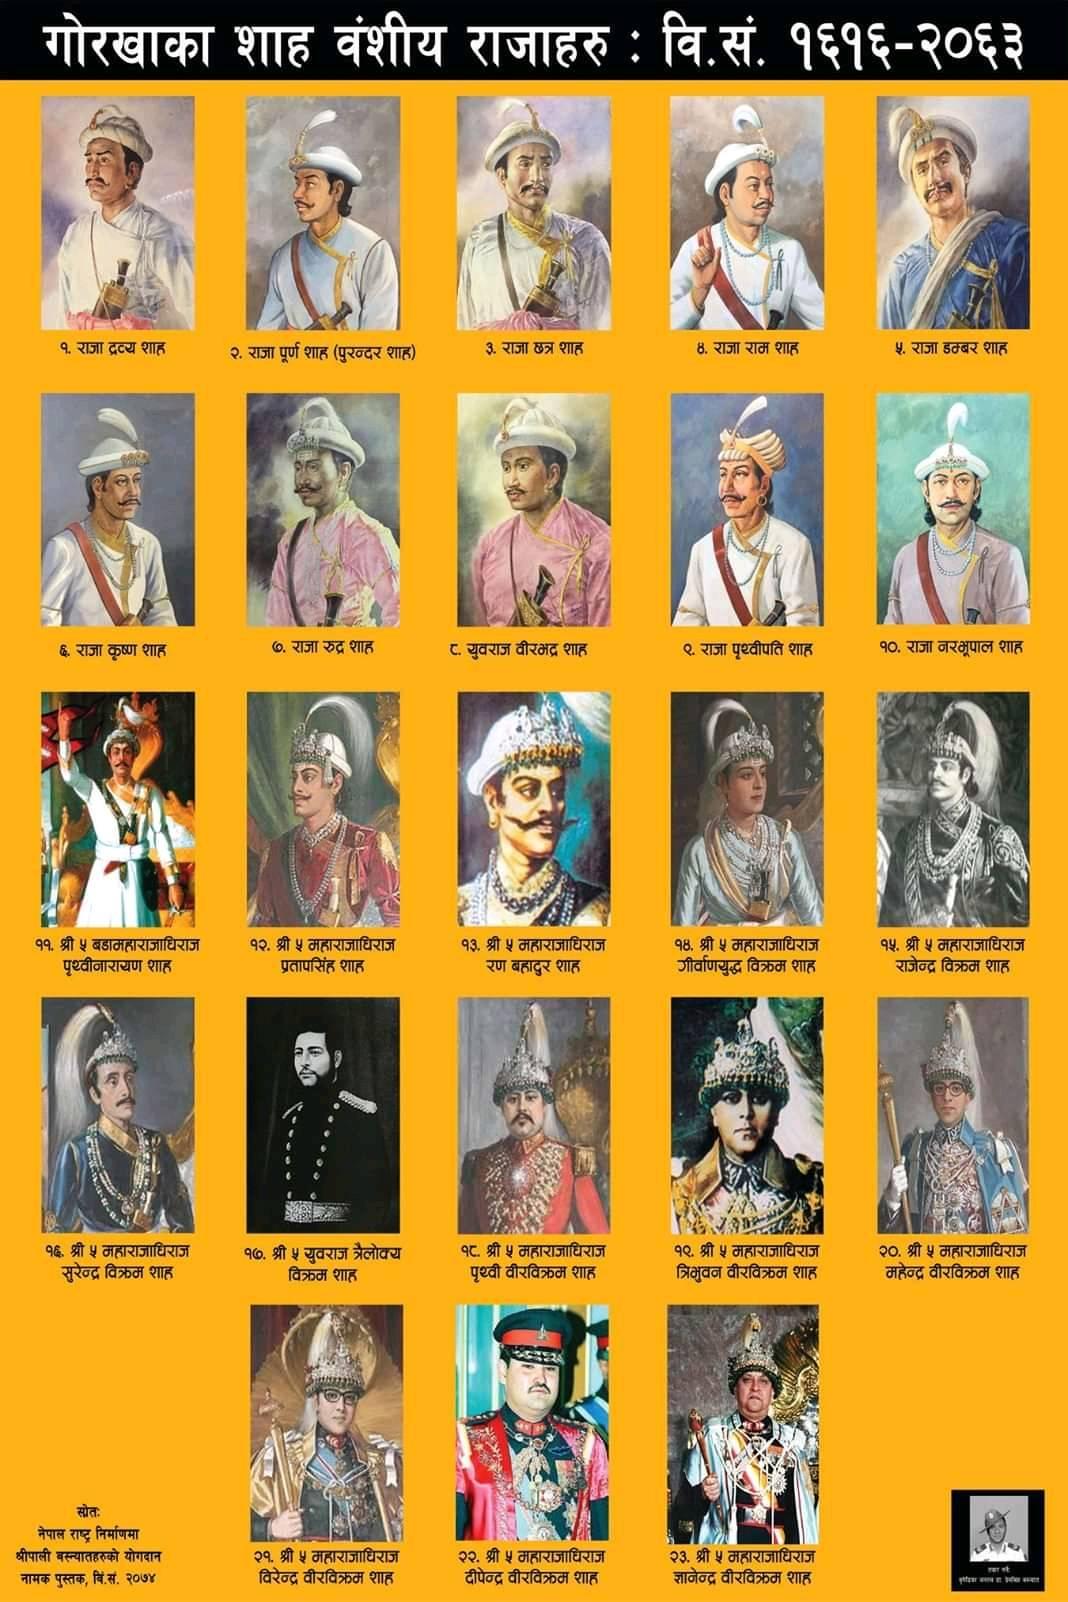 गोरखाका शाह वंशीय राजाहरु : वि.सं. १६१६-२०६३
१. राजा द्रव्य शाह
२. राजा पूर्ण शाह (पुरन्दर शाह)
३. राजा छत्र शाह
४. राजा राम शाह
५. राजा डम्बर शाह
६. राजा कृष्ण शाह
७. राजा रुद्र शाह
८. युवराज वीरभद्र शाह
९. राजा पृथ्वीपति शाह
१०. राजा नरभूपाल शाह
११. श्री ५ बडामहाराजाधिराज
पृथ्वीनारायण शाह
१२. श्री ५ महाराजाधिराज
प्रतापसिंह शाह
१३. श्री ५ महाराजाधिराज
रण बहादुर शाह
१४. श्री ५ महाराजाधिराज
गीर्वाणयुद्ध विक्रम शाह
१५. श्री ५ महाराजाधिराज
राजेन्द्र विक्रम शाह
१६. श्री ५ महाराजाधिराज
सुरेन्द्र विक्रम शाह
१७. श्री ५ युवराज त्रैलोक्य
विक्रम शाह
१८. श्री ५ महाराजाधिराज
पृथ्वी वीरविक्रम शाह
१९. श्री ५ महाराजाधिराज
त्रिभुवन वीरविक्रम शाह
२०. श्री ५ महाराजाधिराज
महेन्द्र वीरविक्रम शाह
२१. श्री ५ महाराजाधिराज
विरेन्द्र वीरविक्रम शाह
२२. श्री ५ महाराजाधिराज
दीपेन्द्र वीरविक्रम शाह
२३. श्री ५ महाराजाधिराज
ज्ञानेन्द्र वीरविक्रम शाह
स्रोतः
नेपाल राष्ट्र निर्माणमा
श्रीपाली बस्न्यातहरुको योगदान
नामक पुस्तक, बि.सं. २०७४